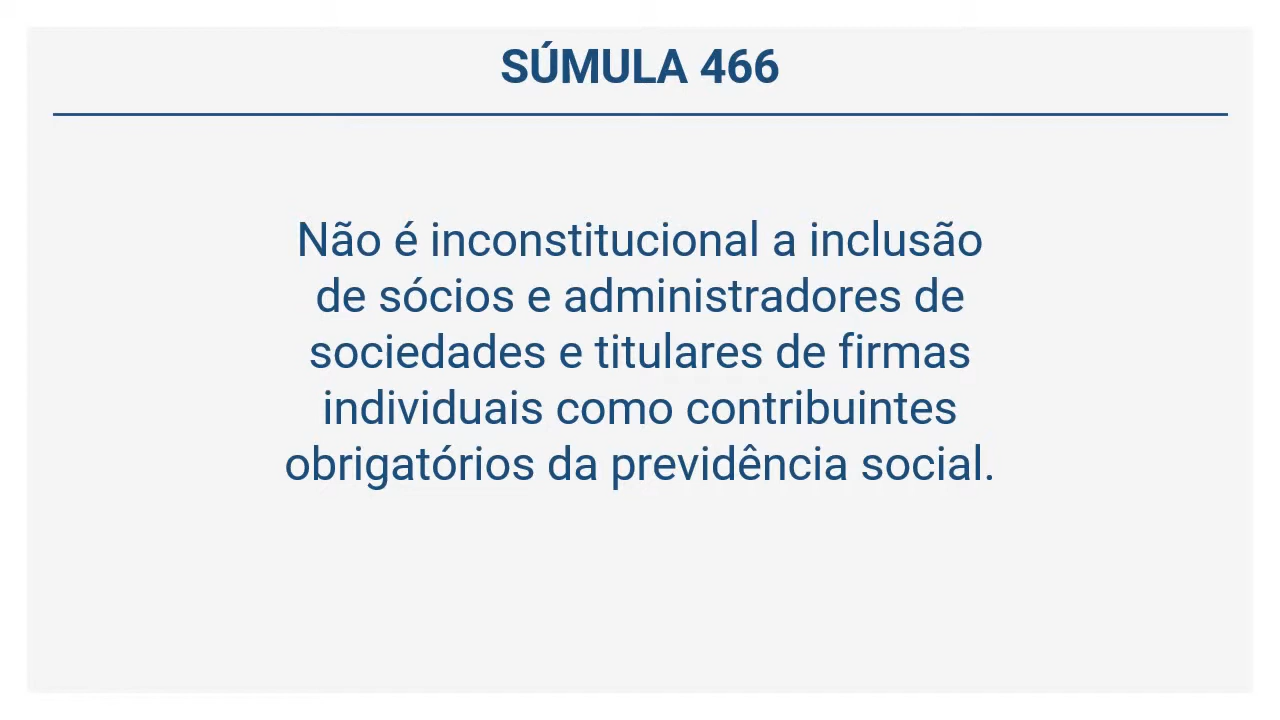 SÚMULA 466
Não é inconstitucional a inclusão
de sócios e administradores de
sociedades e titulares de firmas
individuais como contribuintes
obrigatórios da previdência social.